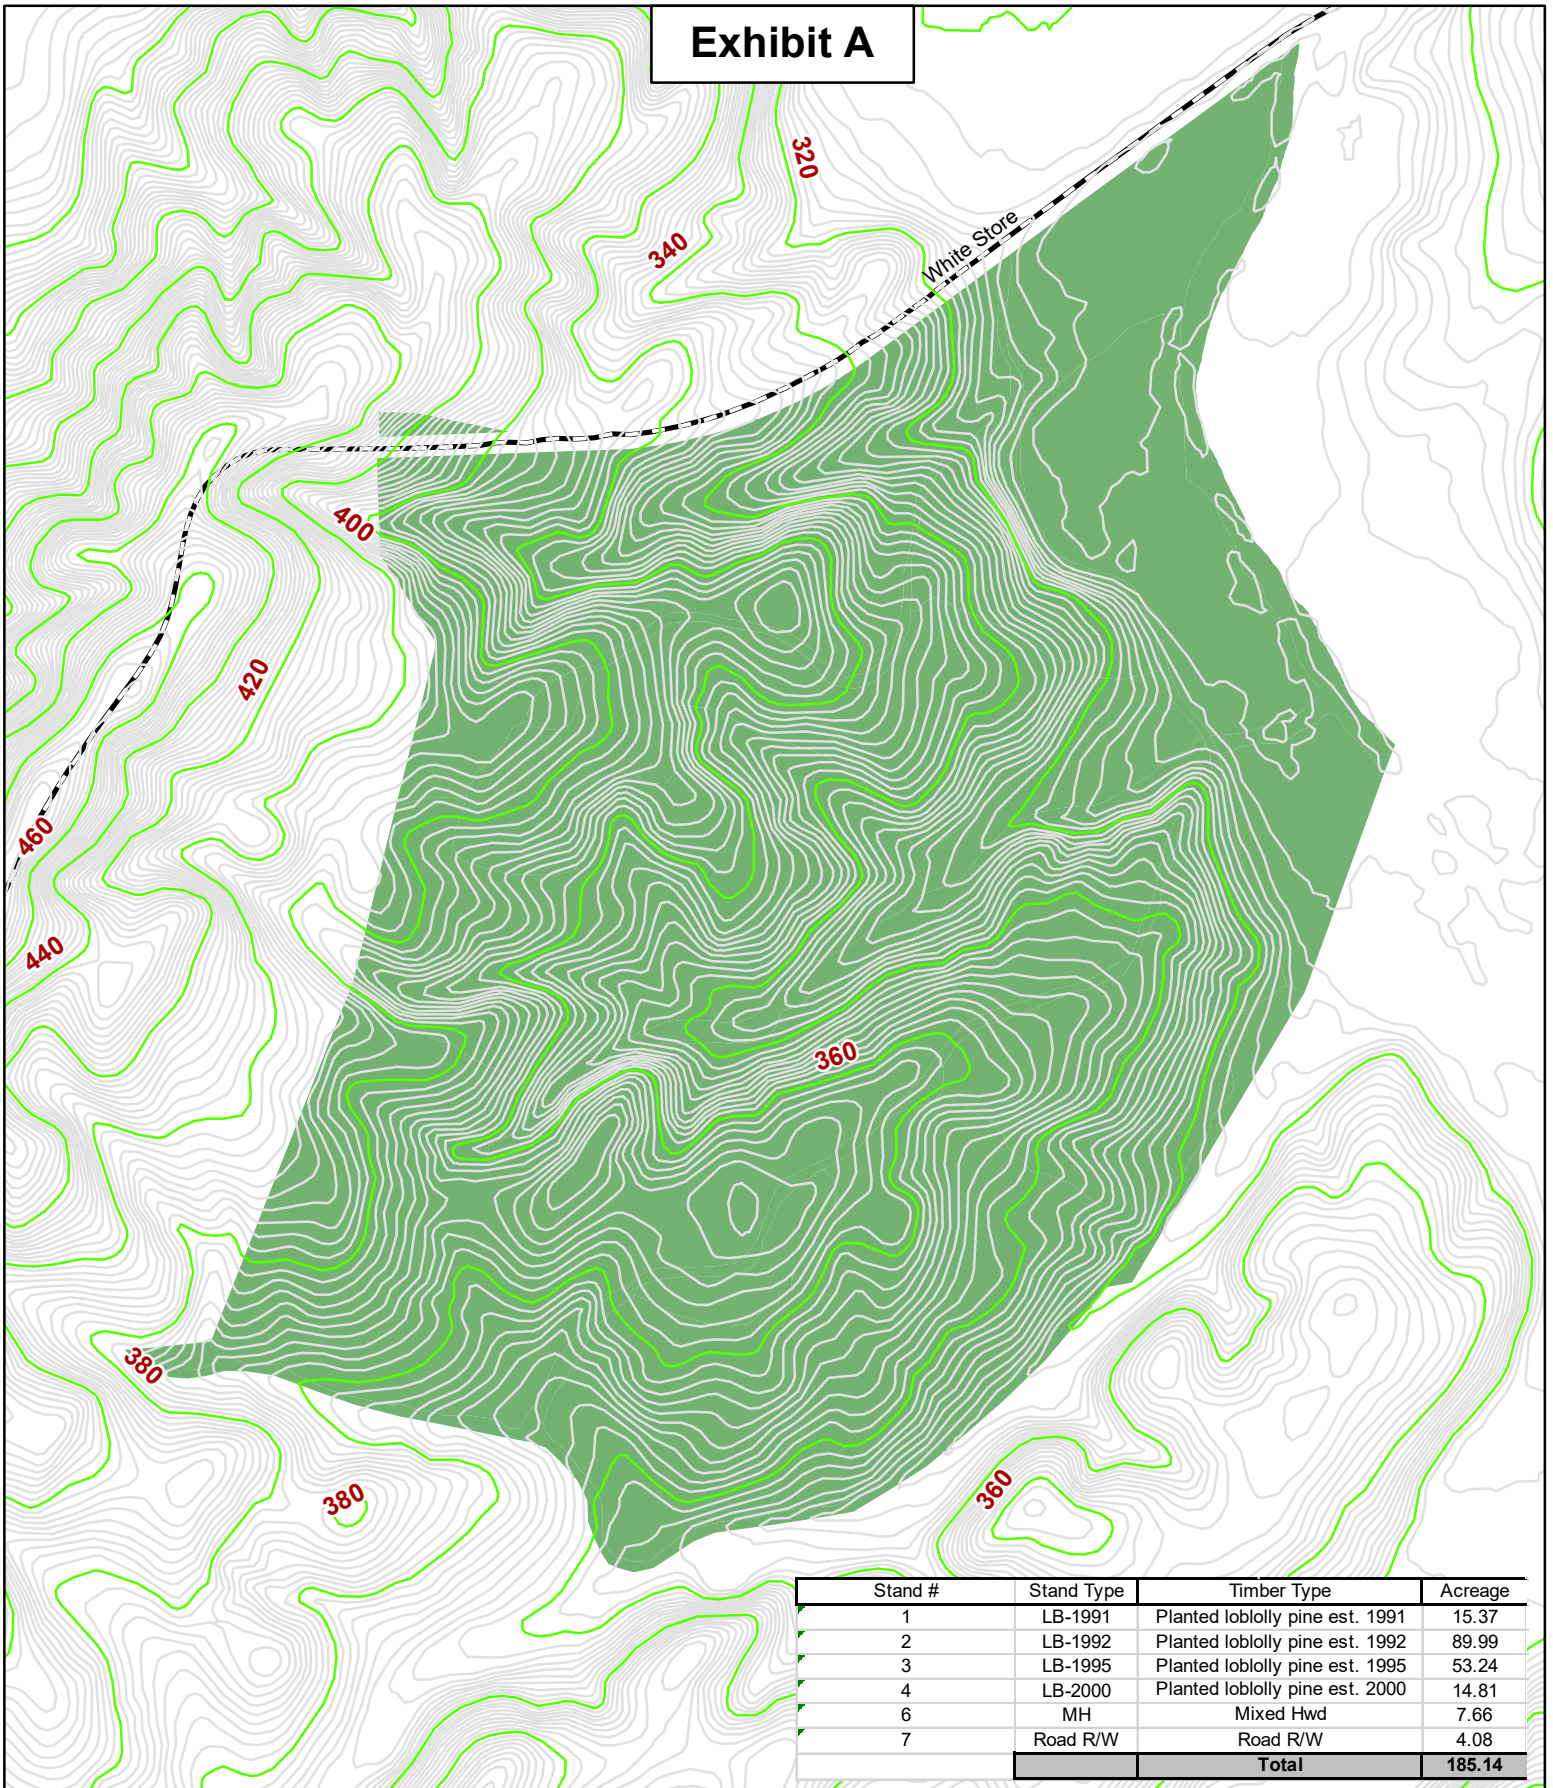 Exhibit A
320
340
White Store
400
420
460
440
360
380
380
360
Stand # Stand Type Timber Type Acreage
1 LB-1991 Planted loblolly pine est. 1991 15.37
2 LB-1992 Planted loblolly pine est. 1992 89.99
3 LB-1995 Planted loblolly pine est. 1995 53.24
4 LB-2000 Planted loblolly pine est. 2000 14.81
6 MH Mixed Hwd 7.66
7 Road R/W Road R/W 4.08
Total 185.14